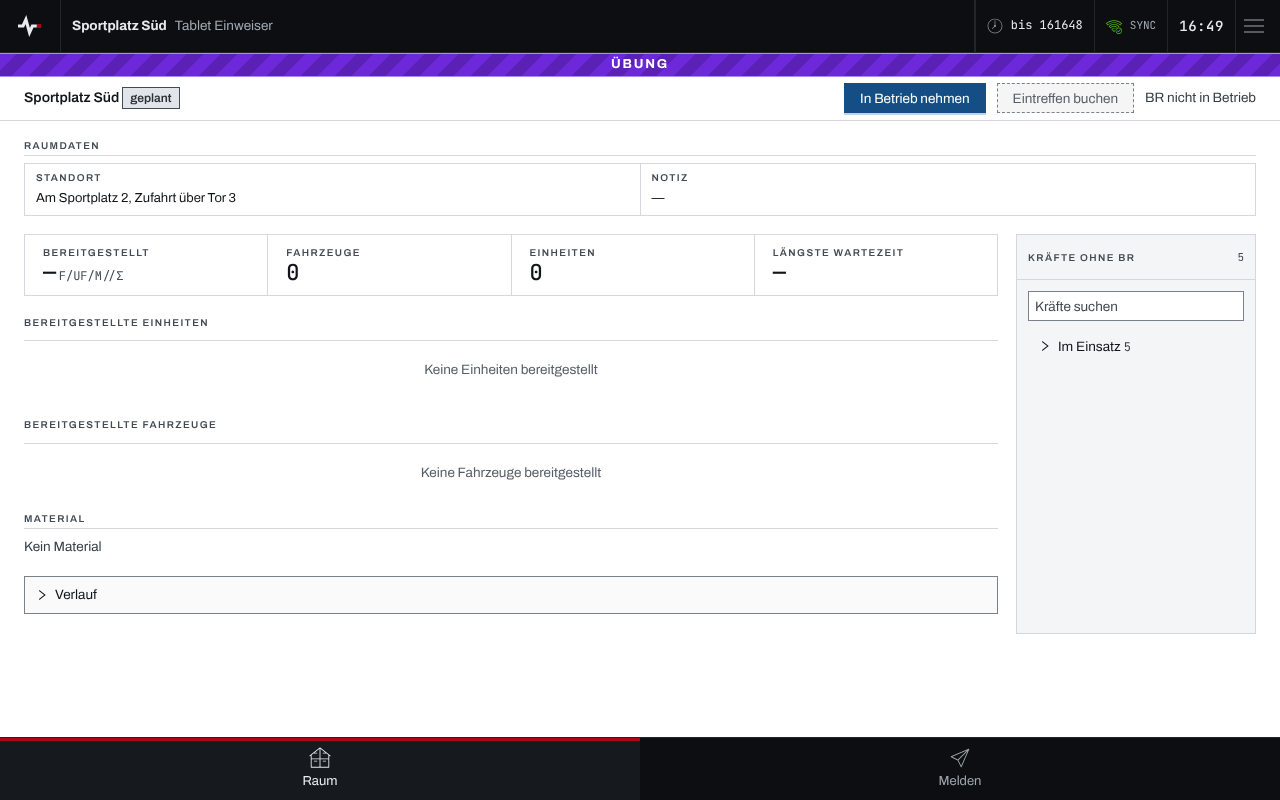 Sportplatz Süd Tablet Einweiser
bis 161648
SYNC
16:49
ÜBUNG
Sportplatz Süd geplant
In Betrieb nehmen
Eintreffen buchen
BR nicht in Betrieb
RAUMDATEN
STANDORT
Am Sportplatz 2, Zufahrt über Tor 3
NOTIZ
—
BEREITGESTELLT
— F/UF/M//Σ
FAHRZEUGE
0
EINHEITEN
0
LÄNGSTE WARTEZEIT
—
KRÄFTE OHNE BR 5
Kräfte suchen
Im Einsatz 5
BEREITGESTELLTE EINHEITEN
Keine Einheiten bereitgestellt
BEREITGESTELLTE FAHRZEUGE
Keine Fahrzeuge bereitgestellt
MATERIAL
Kein Material
Verlauf
Raum
Melden